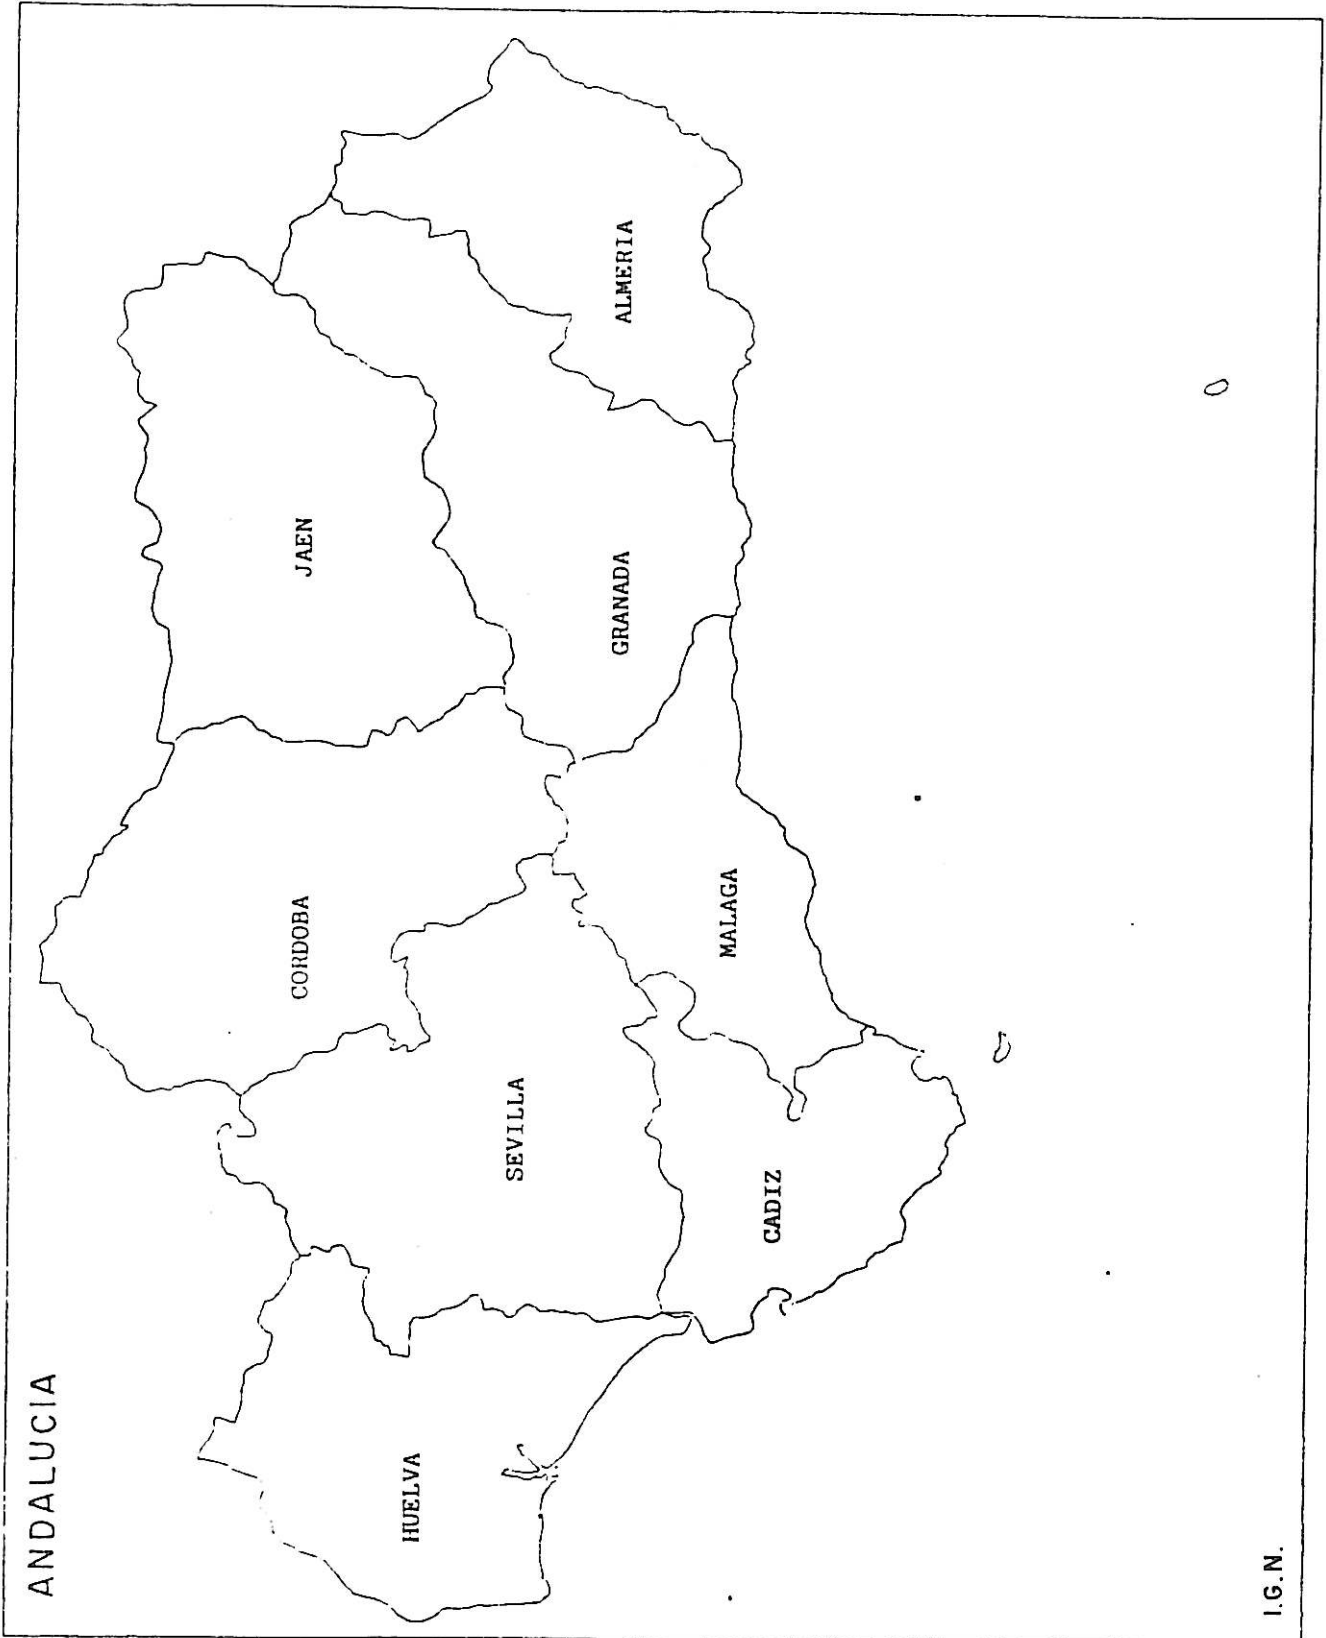 ANDALUCIA
CORDOBA
JAEN
HUELVA
SEVILLA
GRANADA
ALMERIA
MALAGA
CADIZ
I.G.N.